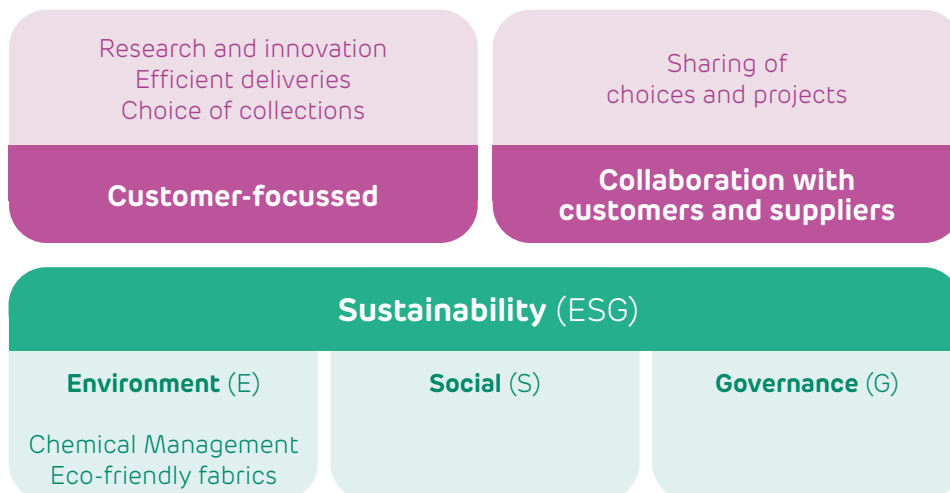 Research and innovation
Efficient deliveries
Choice of collections
Customer-focussed
Sharing of
choices and projects
Collaboration with
customers and suppliers
Sustainability (ESG)
Environment (E)
Chemical Management
Eco-friendly fabrics
Social (S)
Governance (G)